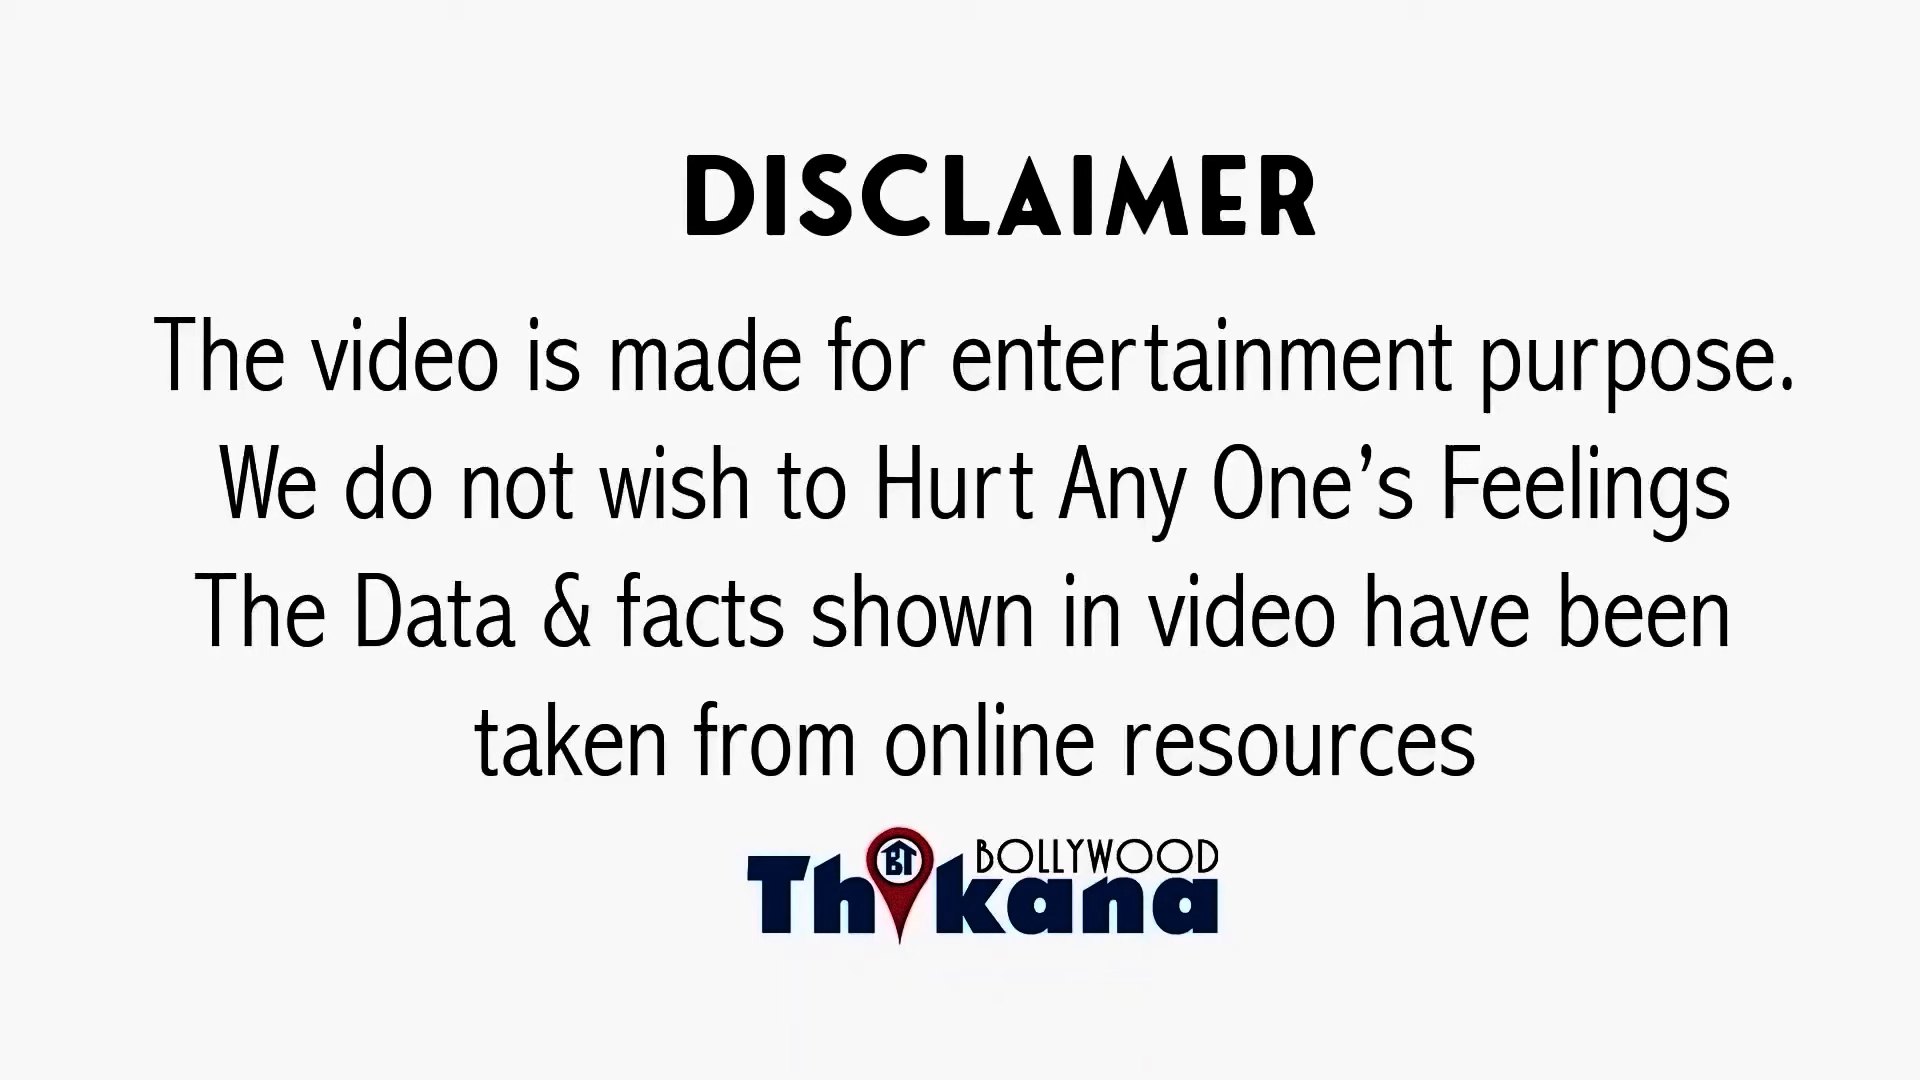 DISCLAIMER
The video is made for entertainment purpose.
We do not wish to Hurt Any One’s Feelings
The Data & facts shown in video have been
taken from online resources
BT
BOLLYWOOD
Thikana